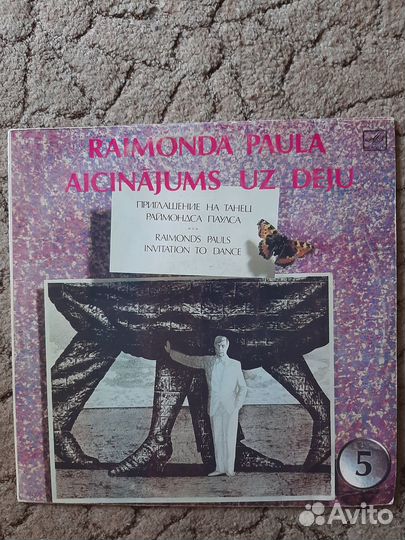 RAIMONDA PAULA
AICINĀJUMS UZ DEJU
ПРИГЛАШЕНИЕ НА ТАНЕЦ
РАЙМОНДСА ПАУЛСА
RAIMONDS PAULS
INVITATION TO DANCE
5
Avito